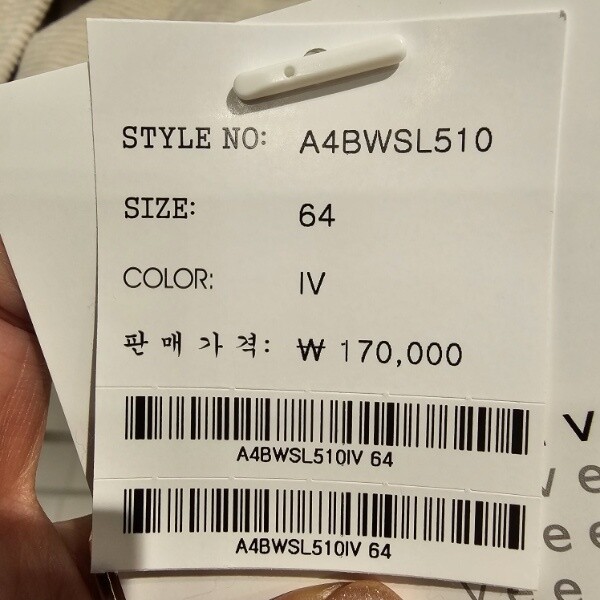 STYLE NO: A4BWSL510
SIZE: 64
COLOR: IV
판매가격: ₩ 170,000
A4BWSL510IV 64
A4BWSL510IV 64